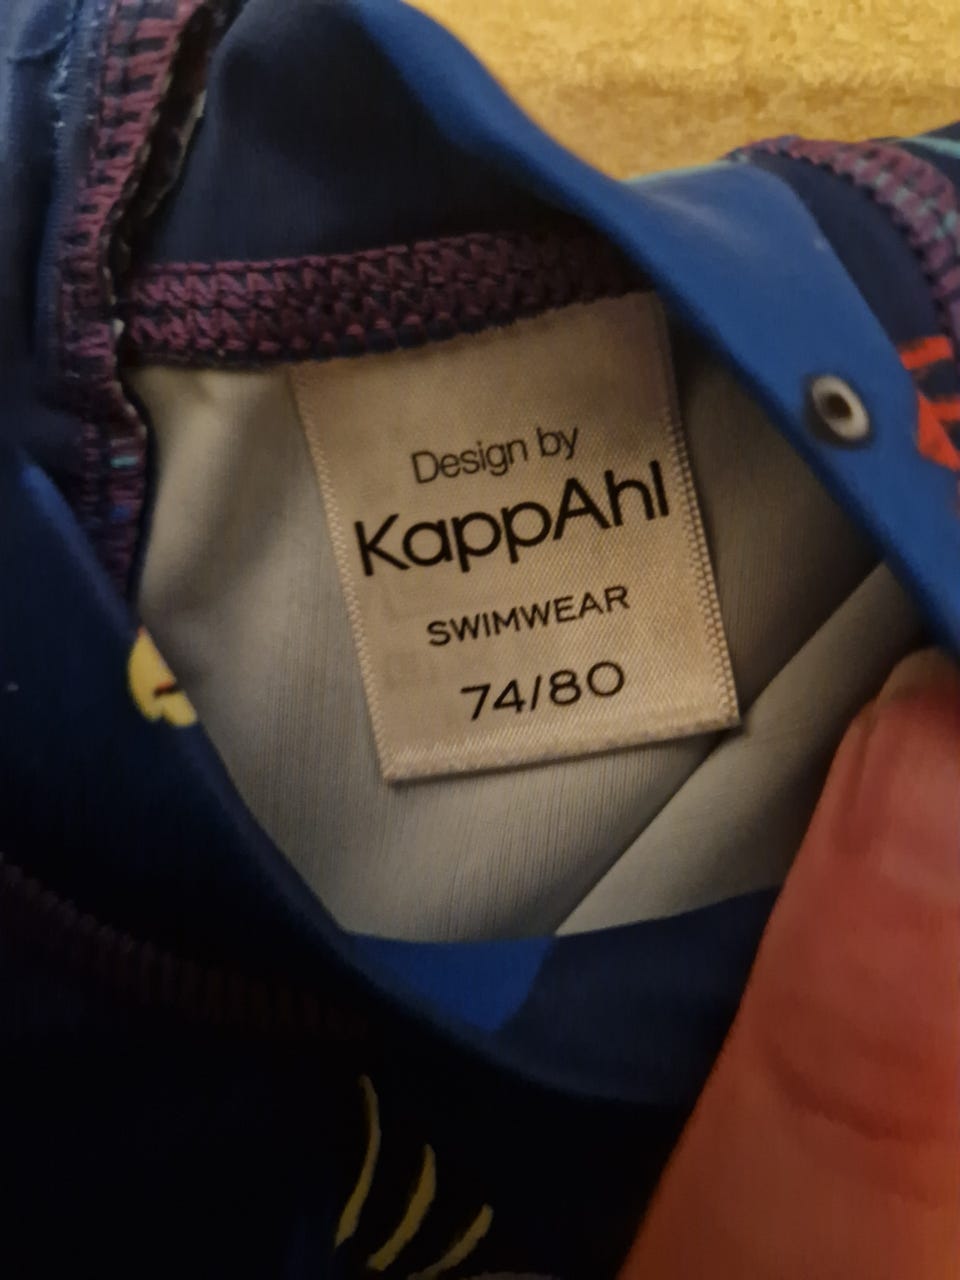 Design by
KappAhl
SWIMWEAR
74/80